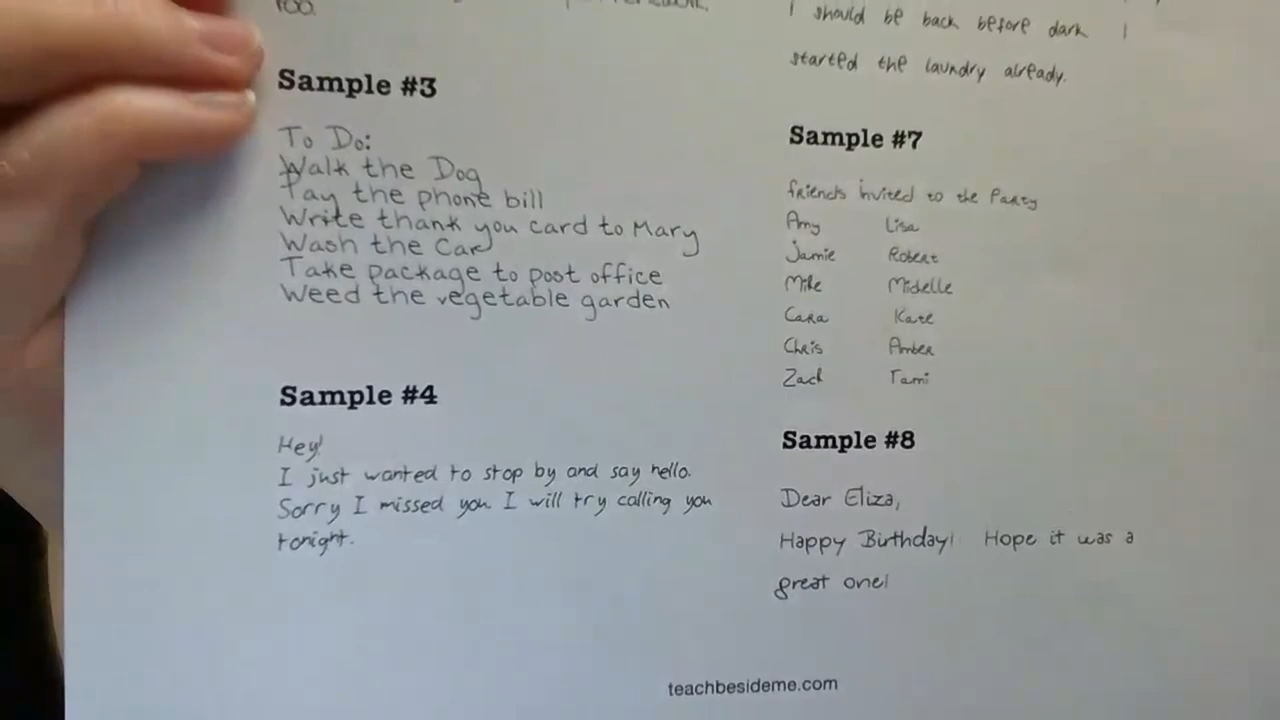 too.
Sample #3
To Do:
Walk the Dog
Pay the phone bill
Write thank you card to Mary
Wash the Car
Take package to post office
Weed the vegetable garden
Sample #4
Hey!
I just wanted to stop by and say hello.
Sorry I missed you. I will try calling you
tonight.
I should be back before dark. I
started the laundry already.
Sample #7
friends invited to the Party
Amy Lisa
Jamie Robert
Mike Michelle
Cara Kate
Chris Amber
Zach Tami
Sample #8
Dear Eliza,
Happy Birthday! Hope it was a
great one!
teachbesideme.com